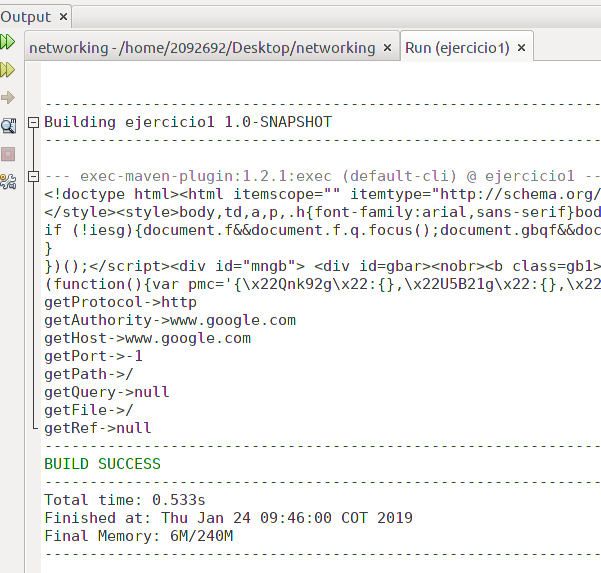 Output ×
networking - /home/2092692/Desktop/networking × Run (ejercicio1) ×
------------------------------------------------------------------------
Building ejercicio1 1.0-SNAPSHOT
------------------------------------------------------------------------
--- exec-maven-plugin:1.2.1:exec (default-cli) @ ejercicio1 --
<!doctype html><html itemscope="" itemtype="http://schema.org/
</style><style>body,td,a,p,.h{font-family:arial,sans-serif}bod
if (!iesg){document.f&&document.f.q.focus();document.gbqf&&doc
}
})();</script><div id="mngb"> <div id=gbar><nobr><b class=gb1>
(function(){var pmc='{\x22Qnk92g\x22:{},\x22U5B21g\x22:{},\x22
getProtocol->http
getAuthority->www.google.com
getHost->www.google.com
getPort->-1
getPath->/
getQuery->null
getFile->/
getRef->null
------------------------------------------------------------------------
BUILD SUCCESS
------------------------------------------------------------------------
Total time: 0.533s
Finished at: Thu Jan 24 09:46:00 COT 2019
Final Memory: 6M/240M
------------------------------------------------------------------------